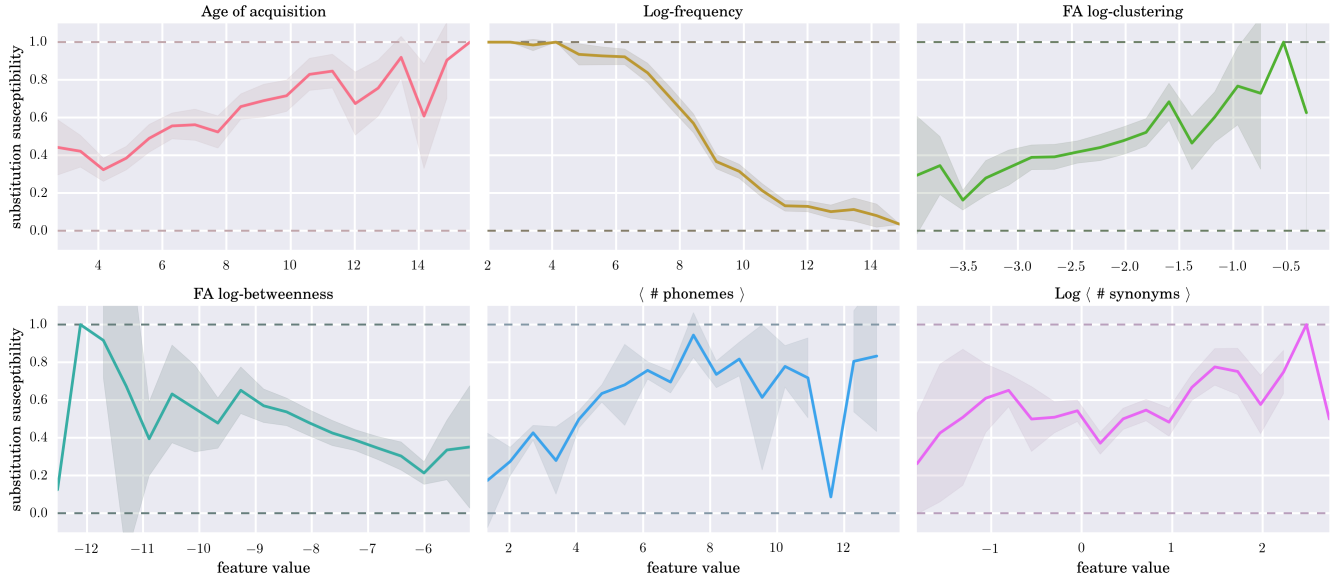 Age of acquisition
Log-frequency
FA log-clustering
substitution susceptibility
1.0
0.8
0.6
0.4
0.2
0.0
4 6 8 10 12 14
2 4 6 8 10 12 14
−3.5 −3.0 −2.5 −2.0 −1.5 −1.0 −0.5
FA log-betweenness
⟨ # phonemes ⟩
Log ⟨ # synonyms ⟩
substitution susceptibility
1.0
0.8
0.6
0.4
0.2
0.0
−12 −11 −10 −9 −8 −7 −6
2 4 6 8 10 12
−1 0 1 2
feature value
feature value
feature value